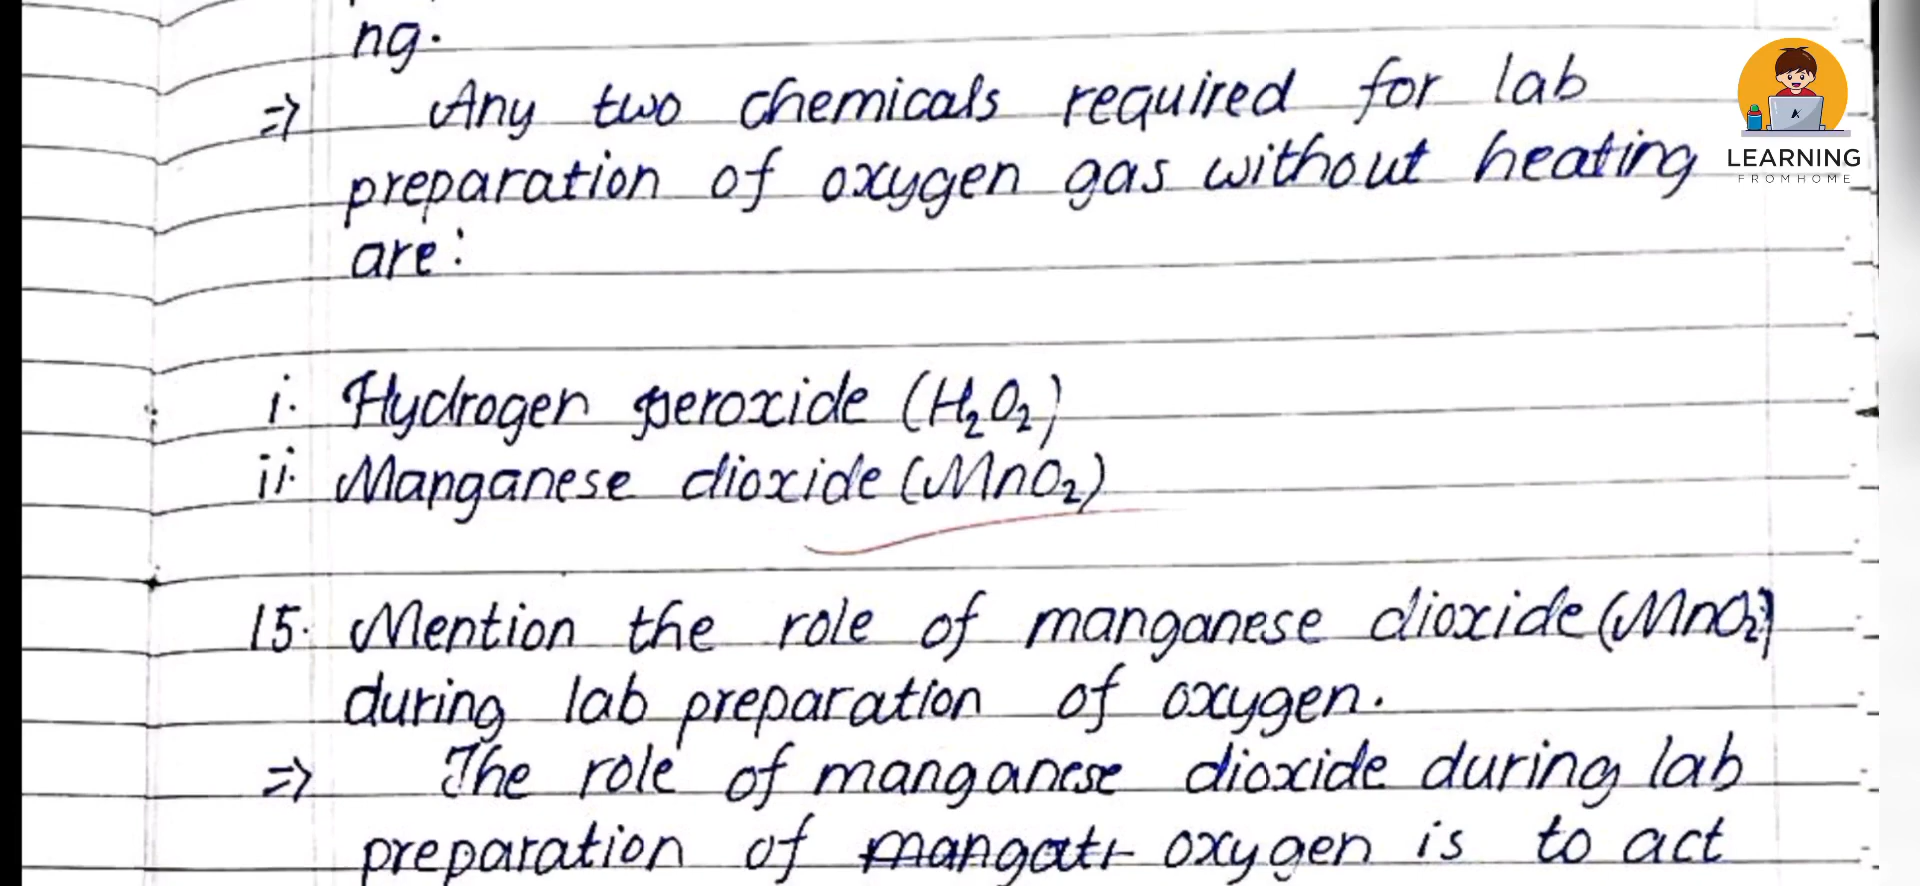 ng.
=> Any two chemicals required for lab
preparation of oxygen gas without heating
are:
i. Hydrogen peroxide (H₂O₂)
ii. Manganese dioxide (MnO₂)
15. Mention the role of manganese dioxide (MnO₂)
during lab preparation of oxygen.
=> The role of manganese dioxide during lab
preparation of oxygen is to act
LEARNING
FROMHOME